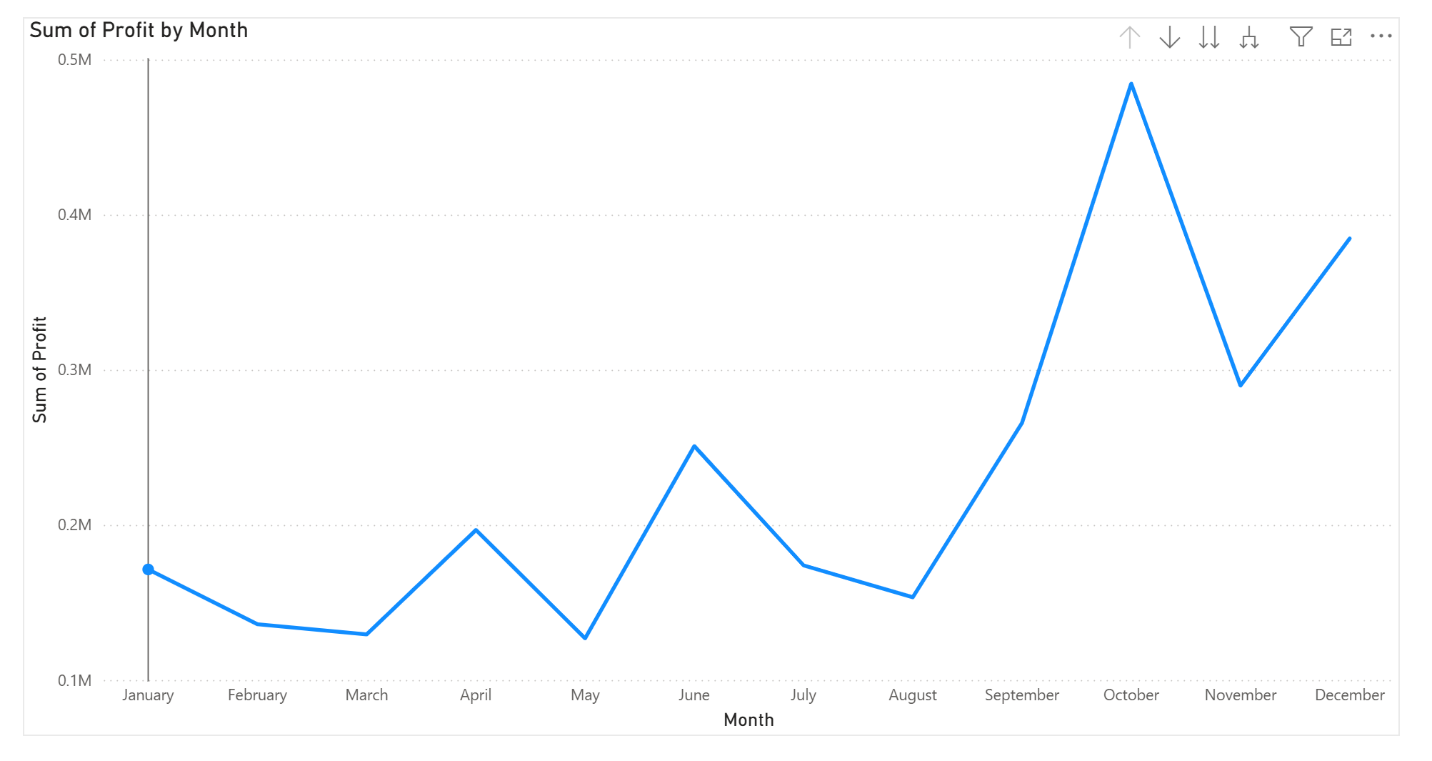 Sum of Profit by Month
0.5M
0.4M
0.3M
0.2M
0.1M
Sum of Profit
January February March April May June July August September October November December
Month